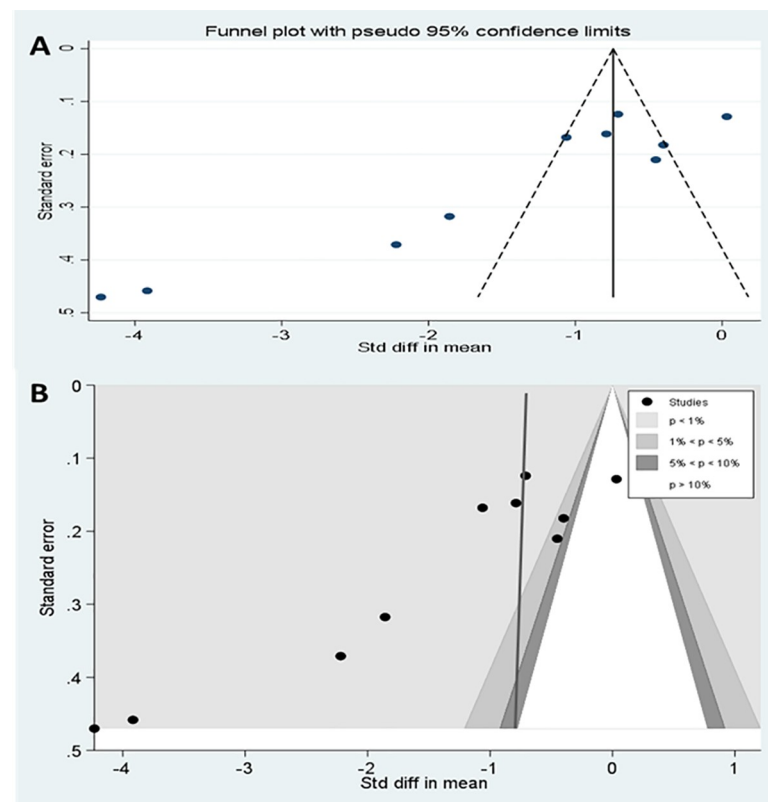 A
Funnel plot with pseudo 95% confidence limits
0
.1
.2
.3
.4
.5
Standard error
-4
-3
-2
-1
0
Std diff in mean
B
0
.1
.2
.3
.4
.5
Standard error
Studies
p < 1%
1% < p < 5%
5% < p < 10%
p > 10%
-4
-3
-2
-1
0
1
Std diff in mean